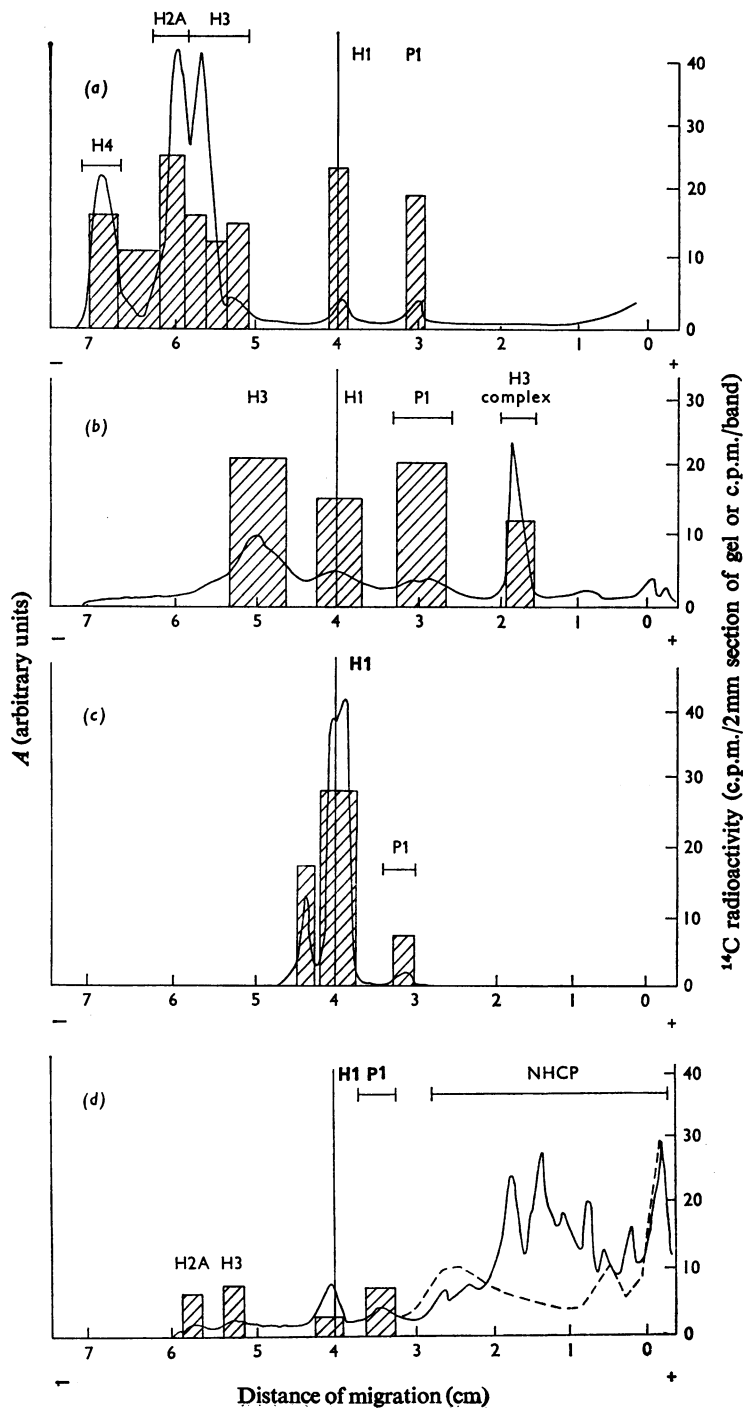 H2A H3
(a) H1 P1 40
H4 30
20
10
0
7 6 5 4 3 2 1 0
− +
H3 H1 P1 H3
complex 30
(b)
20
10
0
7 6 5 4 3 2 1 0
− +
H1
(c) 40
30
P1 20
10
0
7 6 5 4 3 2 1 0
− +
H1 P1 NHCP 40
(d)
30
20
H2A H3 10
0
7 6 5 4 3 2 1 0
− +
Distance of migration (cm)
A (arbitrary units)
¹⁴C radioactivity (c.p.m./2mm section of gel or c.p.m./band)